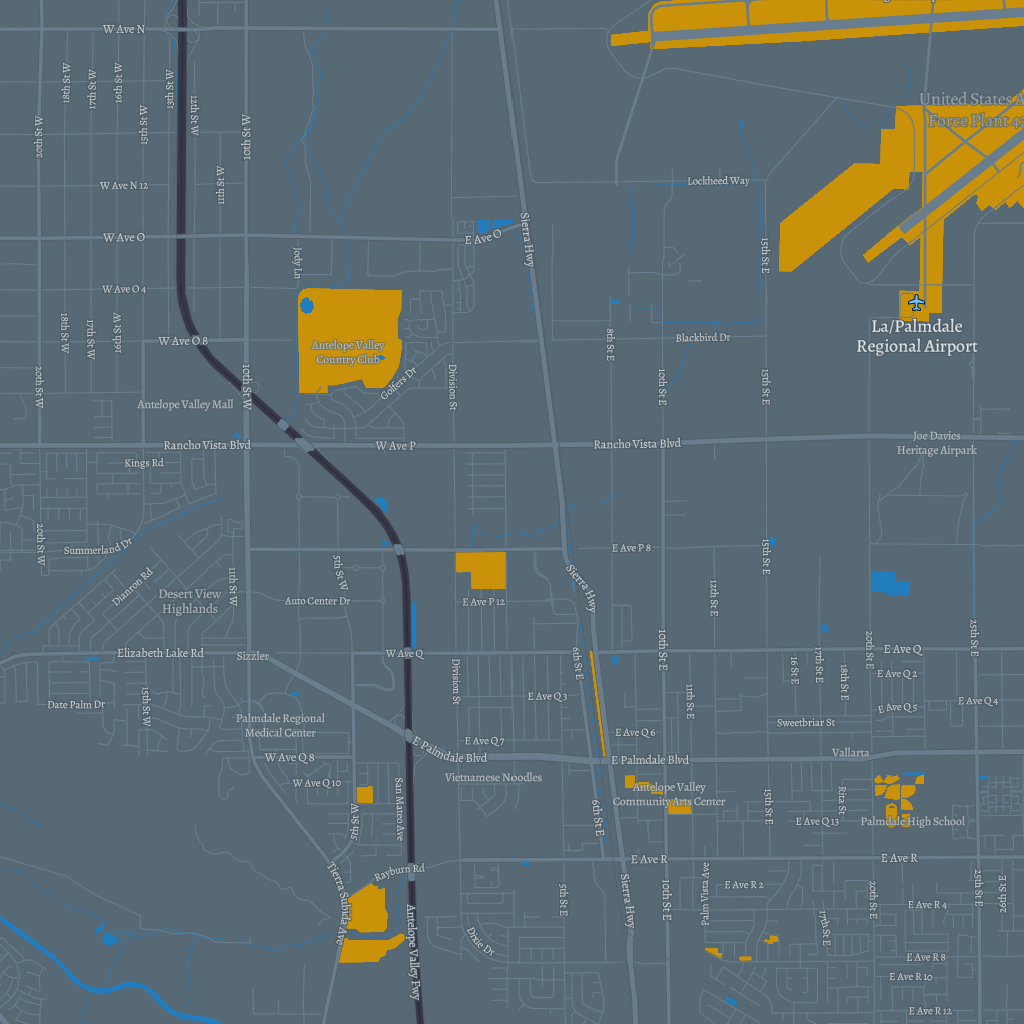 W Ave N
18th St W
17th St W
16th St W
15th St W
13th St W
12th St W
20th St W
10th St W
11th St W
United States A
Force Plant 42
W Ave N 12
Lockheed Way
W Ave O
E Ave O
Sierra Hwy
Jody Ln
15th St E
W Ave O 4
18th St W
17th St W
16th St W
W Ave O 8
Antelope Valley
Country Club
8th St E
Blackbird Dr
La/Palmdale
Regional Airport
20th St W
10th St W
Golfers Dr
Division St
10th St E
15th St E
Antelope Valley Mall
Rancho Vista Blvd
W Ave P
Rancho Vista Blvd
Joe Davies
Heritage Airpark
Kings Rd
20th St W
Summerland Dr
E Ave P 8
15th St E
5th St W
Sierra Hwy
Dianron Rd
11th St W
Desert View
Highlands
Auto Center Dr
E Ave P 12
12th St E
Elizabeth Lake Rd
Sizzler
W Ave Q
6th St E
10th St E
E Ave Q
20th St E
25th St E
16 St E
17th St E
18th St E
E Ave Q 2
Division St
15th St W
Date Palm Dr
E Ave Q 3
11th St E
E Ave Q 5
E Ave Q 4
Palmdale Regional
Medical Center
Sweetbriar St
E Ave Q 6
E Ave Q 7
W Ave Q 8
E Palmdale Blvd
E Palmdale Blvd
Vallarta
Vietnamese Noodles
W Ave Q 10
Antelope Valley
Community Arts Center
San Mateo Ave
5th St W
6th St E
15th St E
Rita St
E Ave Q 13
Palmdale High School
E Ave R
E Ave R
Rayburn Rd
Tierra Subida Ave
5th St E
Sierra Hwy
10th St E
Palm Vista Ave
E Ave R 2
20th St E
25th St E
26th St E
E Ave R 4
17th St E
Antelope Valley Fwy
Dixie Dr
E Ave R 8
E Ave R 10
E Ave R 12